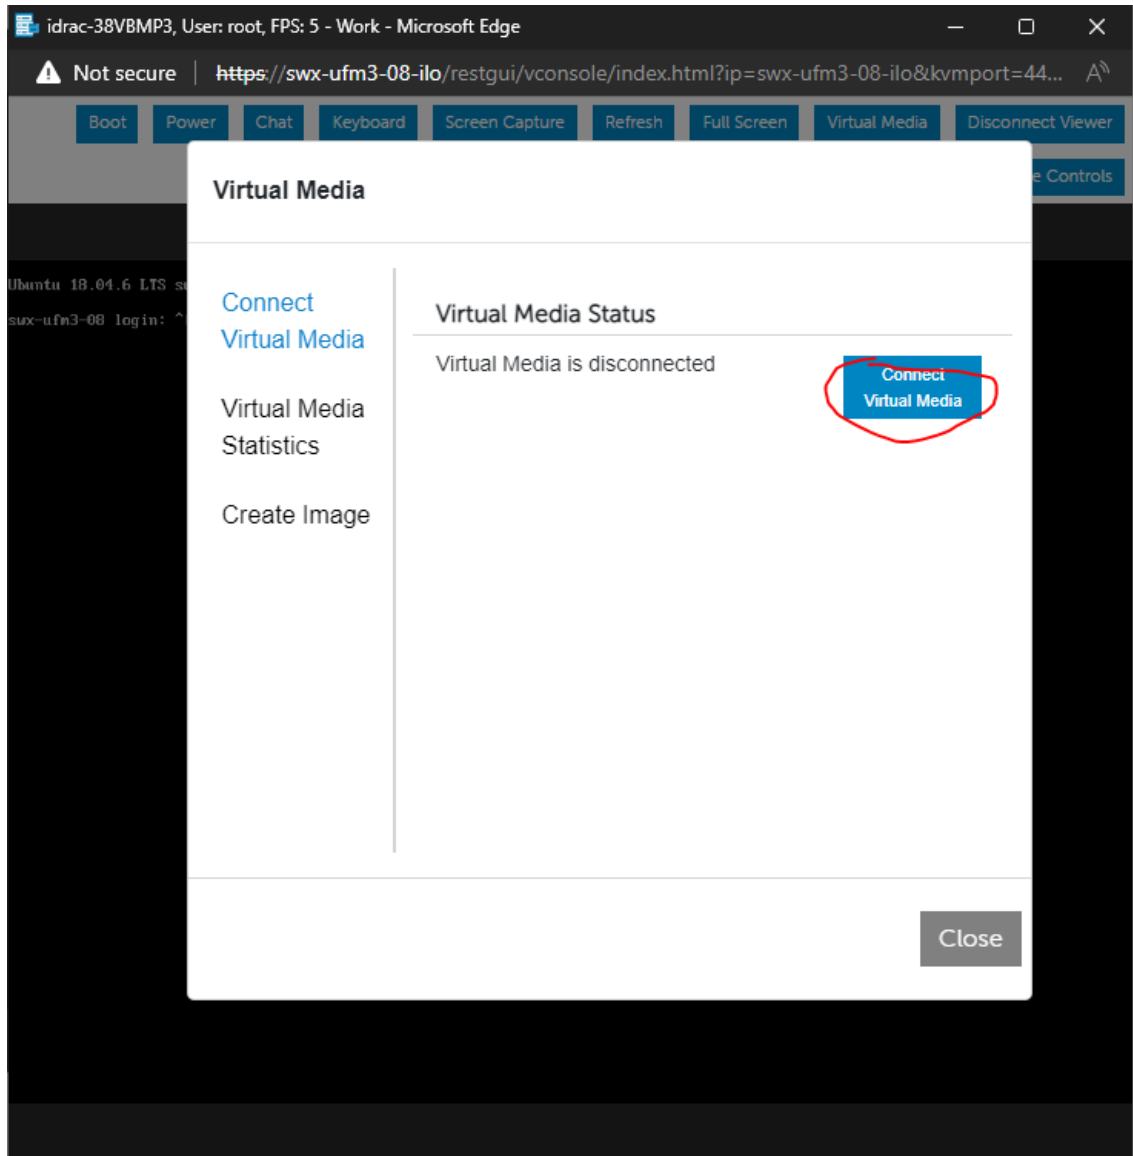 idrac-38VBMP3, User: root, FPS: 5 - Work - Microsoft Edge
Not secure | https://swx-ufm3-08-ilo/restgui/vconsole/index.html?ip=swx-ufm3-08-ilo&kvmport=44...
Boot Power Chat Keyboard Screen Capture Refresh Full Screen Virtual Media Disconnect Viewer
Controls
Virtual Media
Ubuntu 18.04.6 LTS
swx-ufm3-08 login: ^
Connect
Virtual Media
Virtual Media
Statistics
Create Image
Virtual Media Status
Virtual Media is disconnected
Connect
Virtual Media
Close